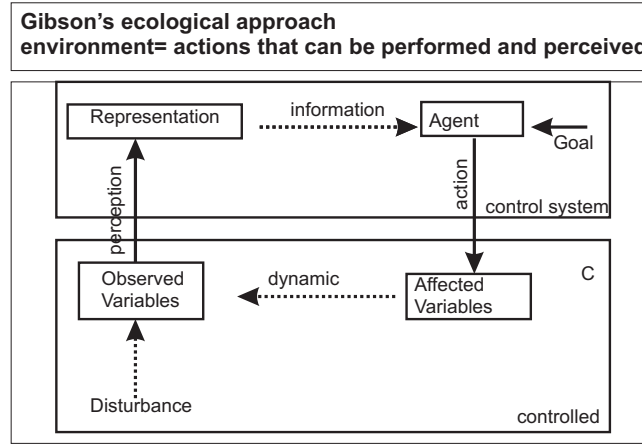 Gibson's ecological approach
environment= actions that can be performed and perceived
Representation
information
Agent
Goal
perception
action
control system
Observed
Variables
dynamic
Affected
Variables
C
Disturbance
controlled